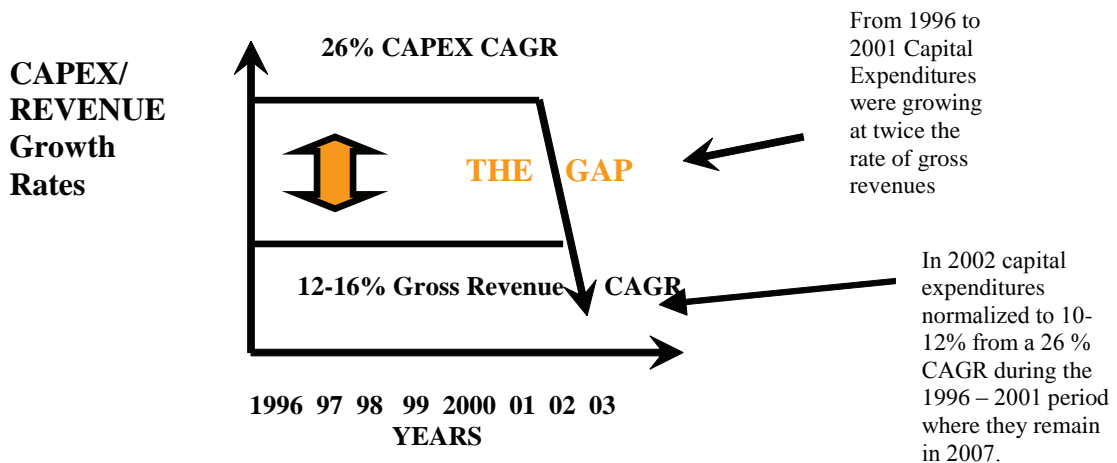 26% CAPEX CAGR
CAPEX/
REVENUE
Growth
Rates
THE GAP
12-16% Gross Revenue CAGR
1996 97 98 99 2000 01 02 03
YEARS
From 1996 to
2001 Capital
Expenditures
were growing
at twice the
rate of gross
revenues
In 2002 capital
expenditures
normalized to 10-
12% from a 26 %
CAGR during the
1996 – 2001 period
where they remain
in 2007.